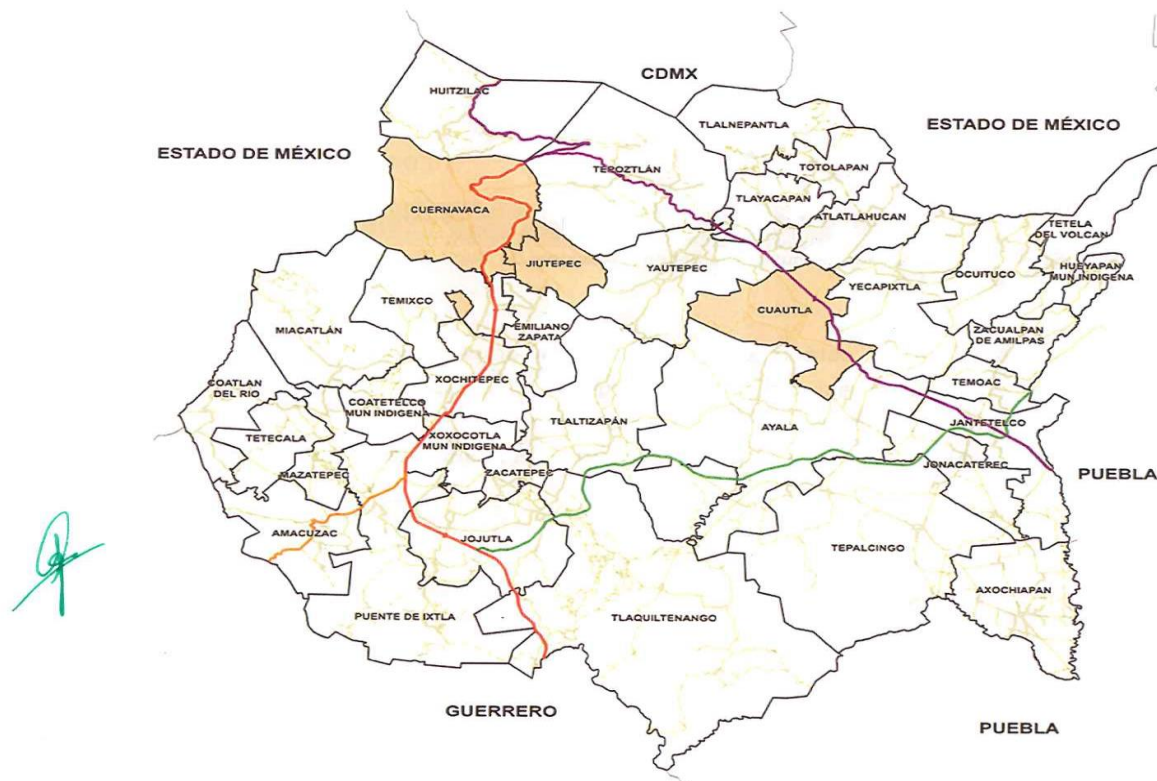 CDMX
HUITZILAC
TLALNEPANTLA
ESTADO DE MÉXICO
ESTADO DE MÉXICO
TEPOZTLÁN
TOTOLAPAN
TLAYACAPAN
CUERNAVACA
ATLATLAHUCAN
TETELA
DEL VOLCAN
JIUTEPEC
YAUTEPEC
YECAPIXTLA
OCUITUCO
HUEYAPAN
MUN INDIGENA
TEMIXCO
CUAUTLA
MIACATLÁN
EMILIANO
ZAPATA
ZACUALPAN
DE AMILPAS
COATLAN
DEL RIO
XOCHITEPEC
TEMOAC
COATETELCO
MUN INDIGENA
TETECALA
XOXOCOTLA
MUN INDIGENA
TLALTIZAPÁN
AYALA
JANTETELCO
MAZATEPEC
ZACATEPEC
JONACATEPEC
PUEBLA
AMACUZAC
JOJUTLA
TEPALCINGO
AXOCHIAPAN
PUENTE DE IXTLA
TLAQUILTENANGO
GUERRERO
PUEBLA